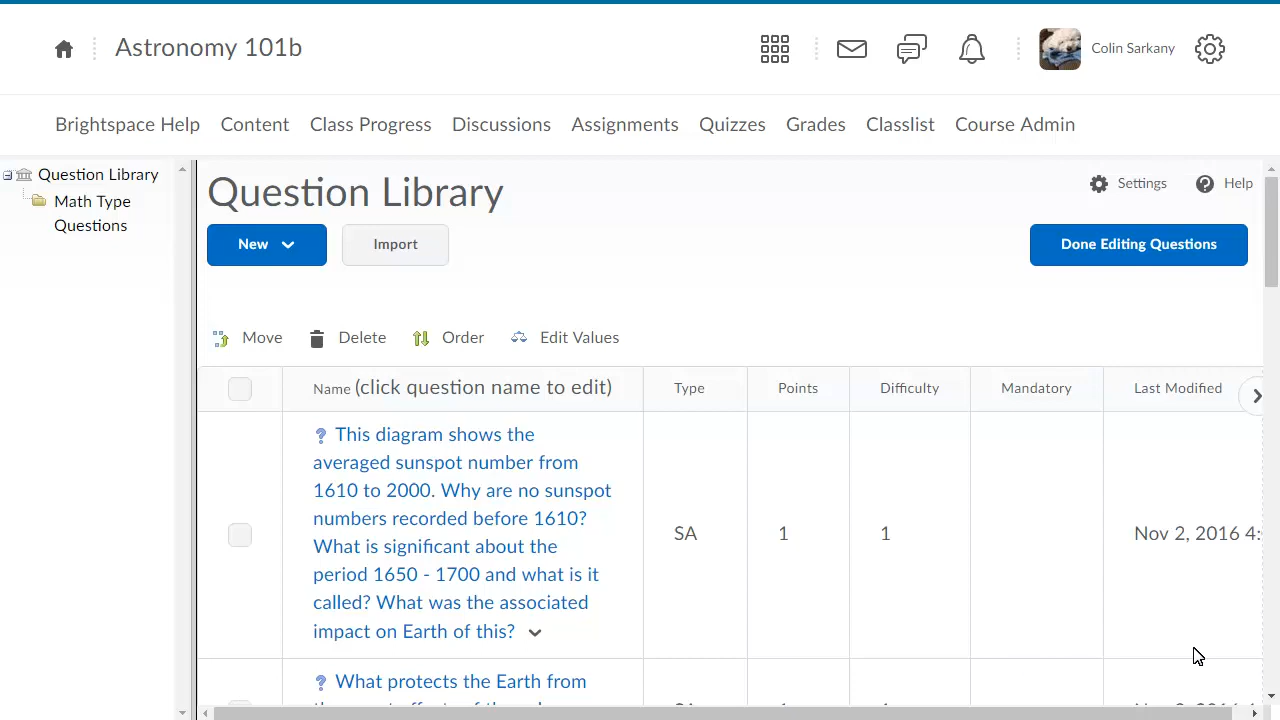 Astronomy 101b
Colin Sarkany
Brightspace Help Content Class Progress Discussions Assignments Quizzes Grades Classlist Course Admin
Question Library
Math Type
Questions
Question Library
Settings Help
New Import Done Editing Questions
Move Delete Order Edit Values
Name (click question name to edit) Type Points Difficulty Mandatory Last Modified
This diagram shows the
averaged sunspot number from
1610 to 2000. Why are no sunspot
numbers recorded before 1610?
What is significant about the
period 1650 - 1700 and what is it
called? What was the associated
impact on Earth of this?
SA 1 1 Nov 2, 2016 4:
What protects the Earth from